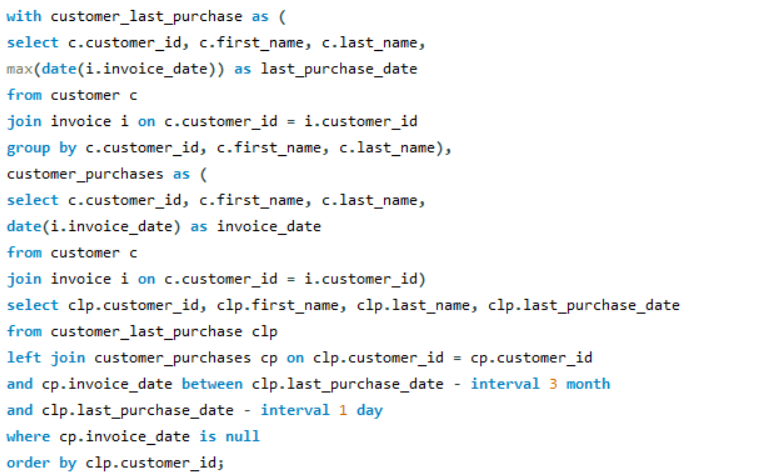 with customer_last_purchase as (
select c.customer_id, c.first_name, c.last_name,
max(date(i.invoice_date)) as last_purchase_date
from customer c
join invoice i on c.customer_id = i.customer_id
group by c.customer_id, c.first_name, c.last_name),
customer_purchases as (
select c.customer_id, c.first_name, c.last_name,
date(i.invoice_date) as invoice_date
from customer c
join invoice i on c.customer_id = i.customer_id)
select clp.customer_id, clp.first_name, clp.last_name, clp.last_purchase_date
from customer_last_purchase clp
left join customer_purchases cp on clp.customer_id = cp.customer_id
and cp.invoice_date between clp.last_purchase_date - interval 3 month
and clp.last_purchase_date - interval 1 day
where cp.invoice_date is null
order by clp.customer_id;